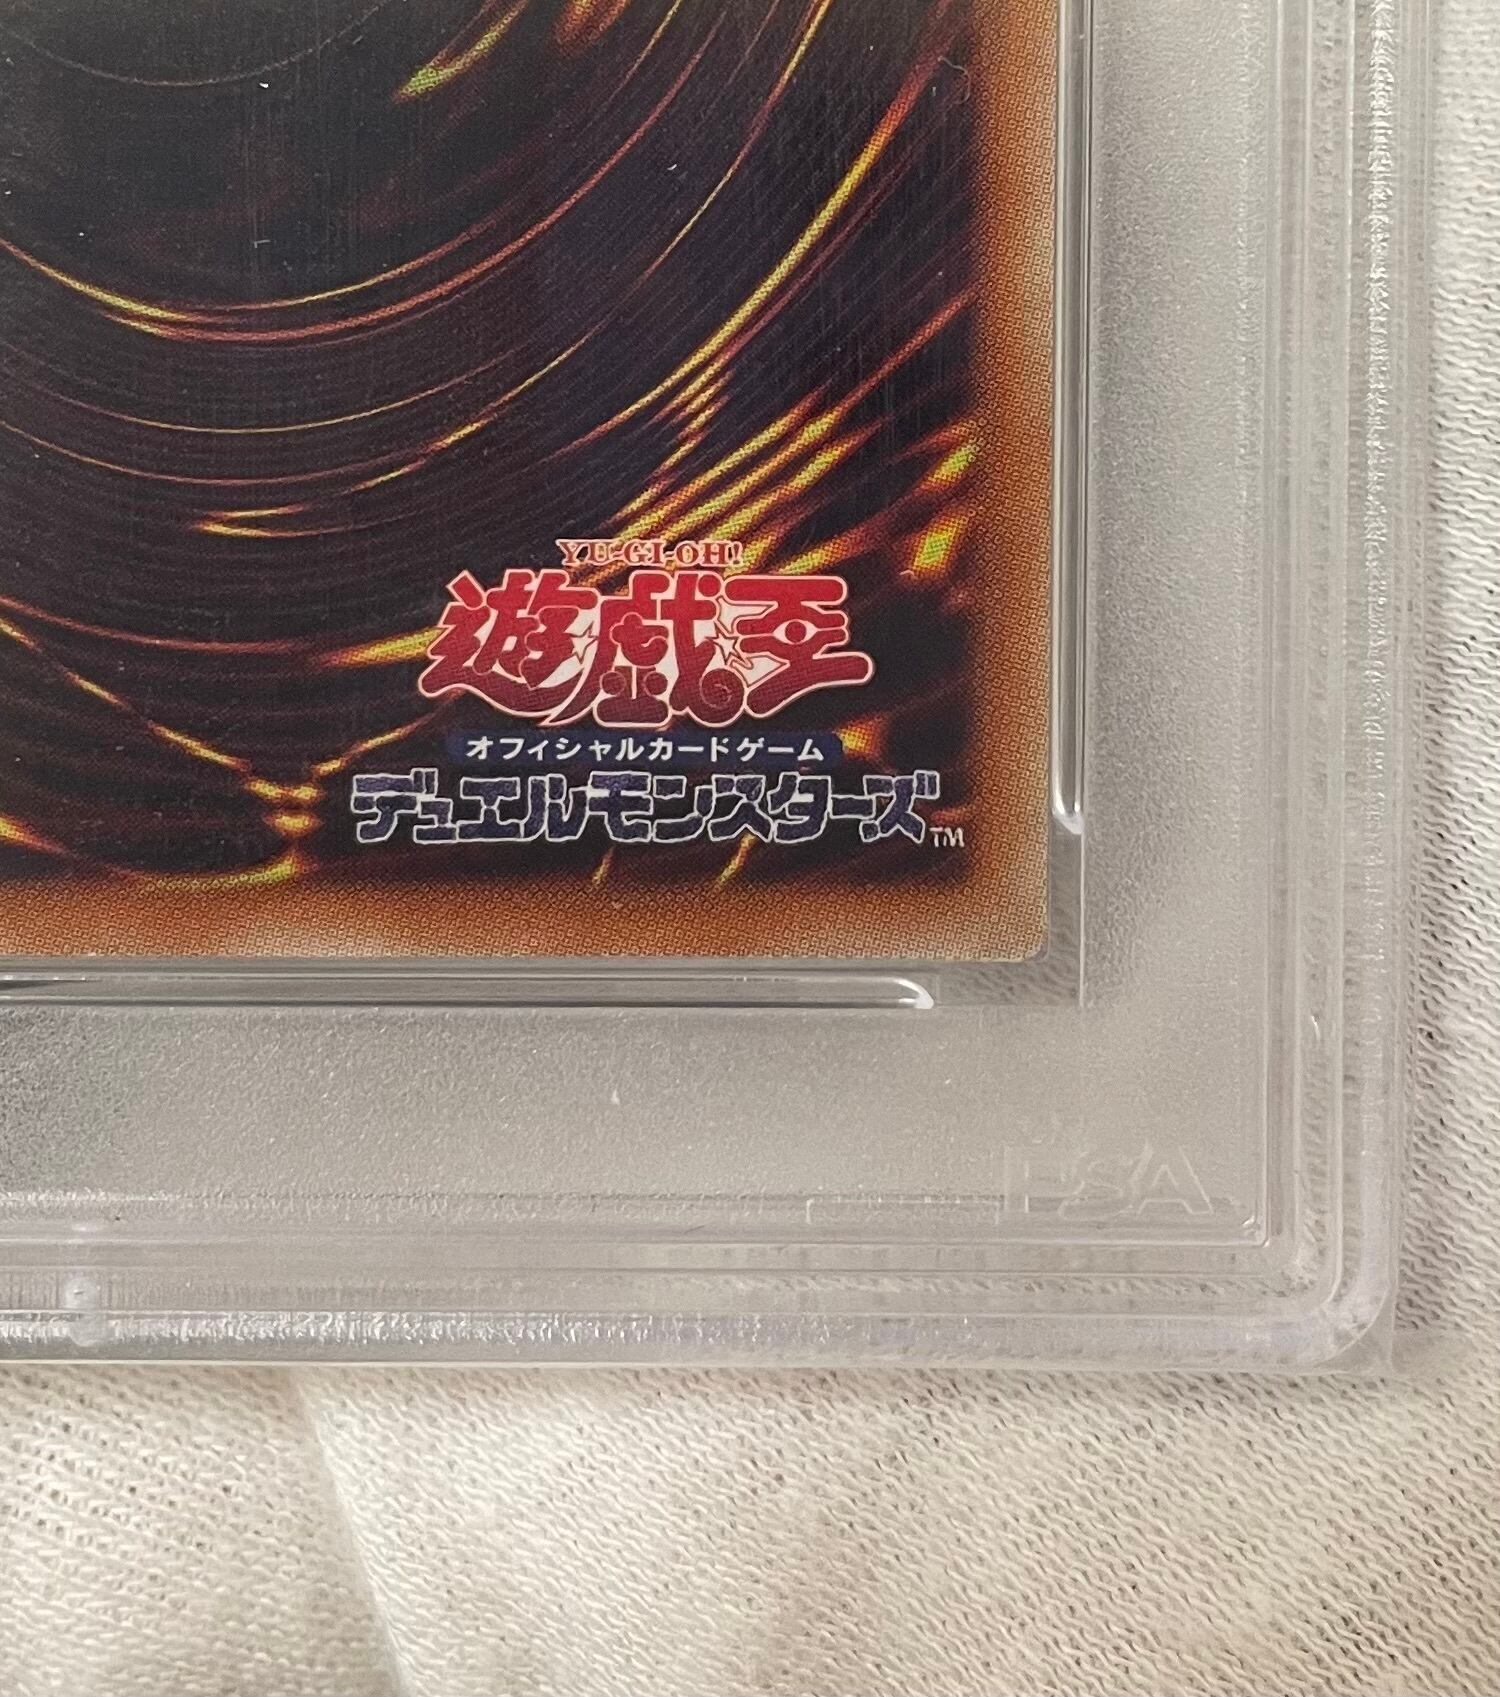 YU-GI-OH!
遊戯王
オフィシャルカードゲーム
デュエルモンスターズ™
PSA